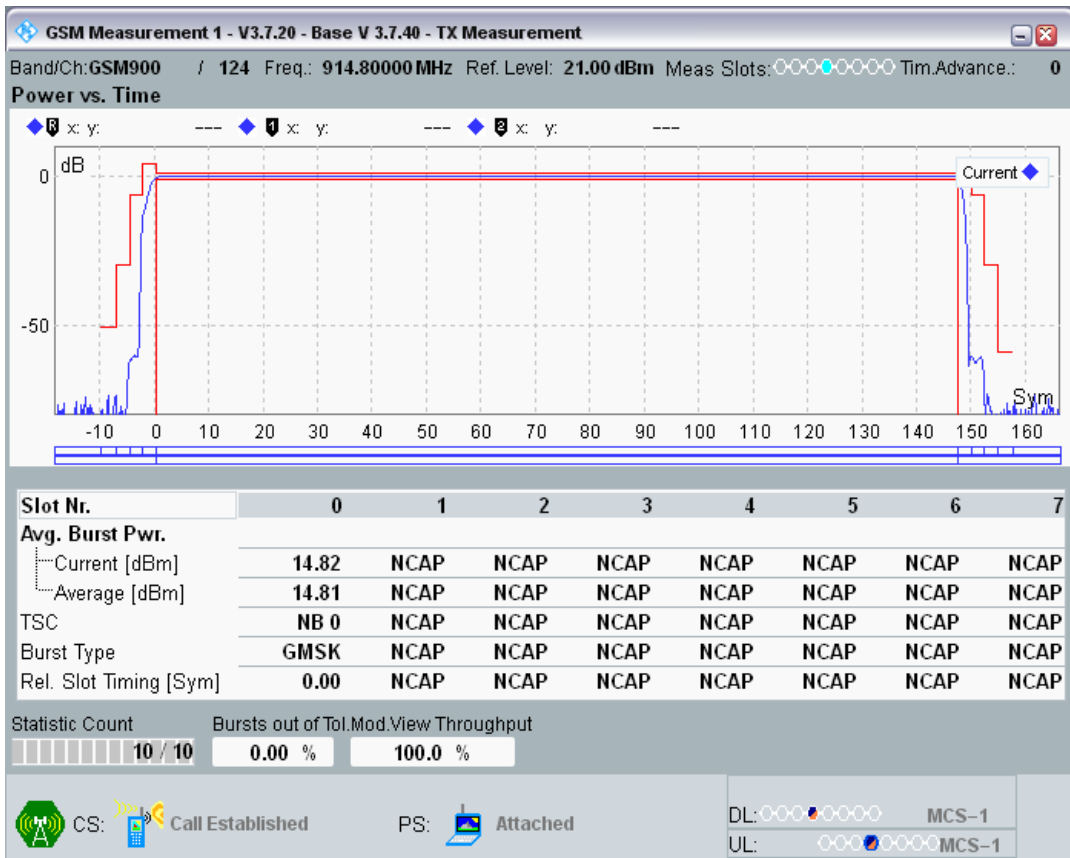 GSM Measurement 1 - V3.7.20 - Base V 3.7.40 - TX Measurement
Band/Ch:GSM900 / 124 Freq.: 914.80000 MHz Ref. Level: 21.00 dBm Meas Slots: Tim.Advance.: 0
Power vs. Time
R x: y: --- 1 x: y: --- 2 x: y: ---
dB
Current
0
-50
Sym
-10 0 10 20 30 40 50 60 70 80 90 100 110 120 130 140 150 160
Slot Nr. 0 1 2 3 4 5 6 7
Avg. Burst Pwr.
Current [dBm] 14.82 NCAP NCAP NCAP NCAP NCAP NCAP NCAP
Average [dBm] 14.81 NCAP NCAP NCAP NCAP NCAP NCAP NCAP
TSC NB 0 NCAP NCAP NCAP NCAP NCAP NCAP NCAP
Burst Type GMSK NCAP NCAP NCAP NCAP NCAP NCAP NCAP
Rel. Slot Timing [Sym] 0.00 NCAP NCAP NCAP NCAP NCAP NCAP NCAP
Statistic Count Bursts out of Tol.Mod.View Throughput
10 / 10 0.00 % 100.0 %
DL: MCS-1
CS: Call Established PS: Attached
UL: MCS-1